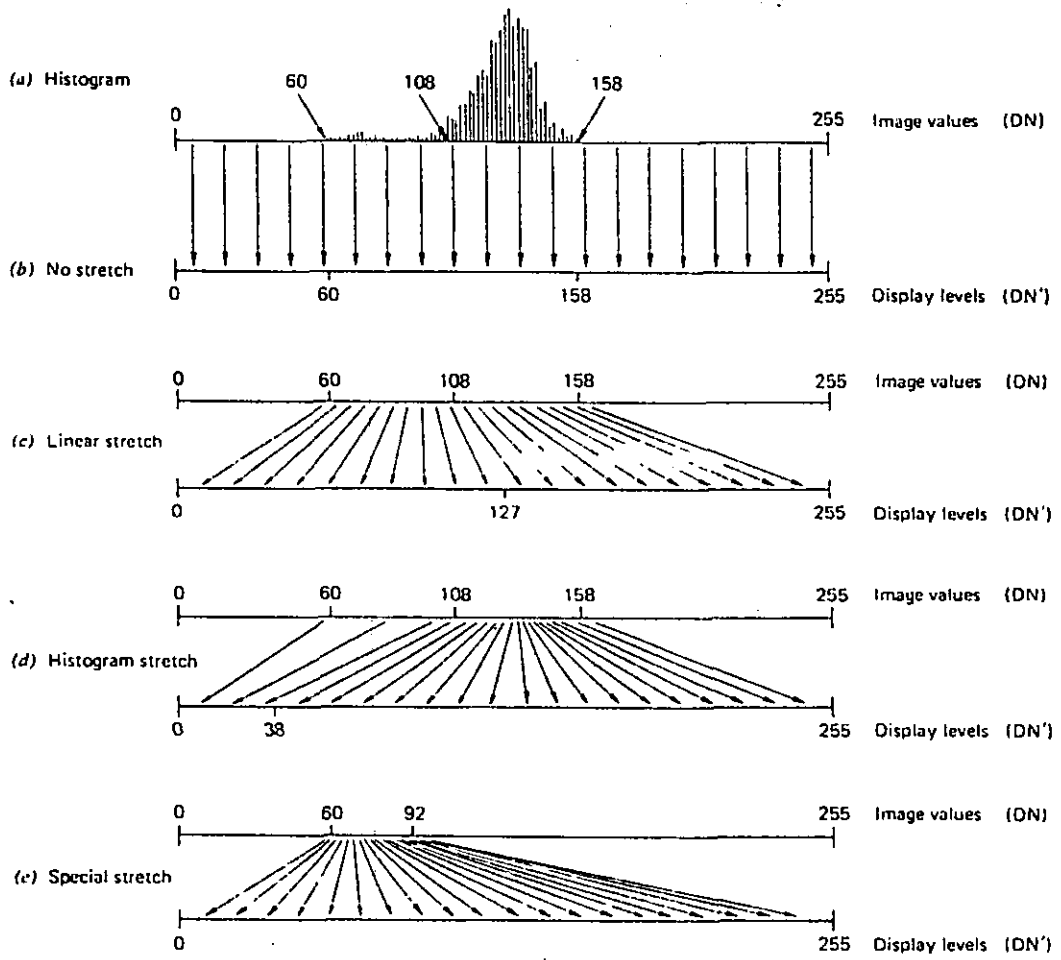 (a) Histogram
60 108 158
0 255 Image values (DN)
(b) No stretch
0 60 158 255 Display levels (DN')
0 60 108 158 255 Image values (DN)
(c) Linear stretch
0 127 255 Display levels (DN')
0 60 108 158 255 Image values (DN)
(d) Histogram stretch
0 38 255 Display levels (DN')
0 60 92 255 Image values (DN)
(e) Special stretch
0 255 Display levels (DN')